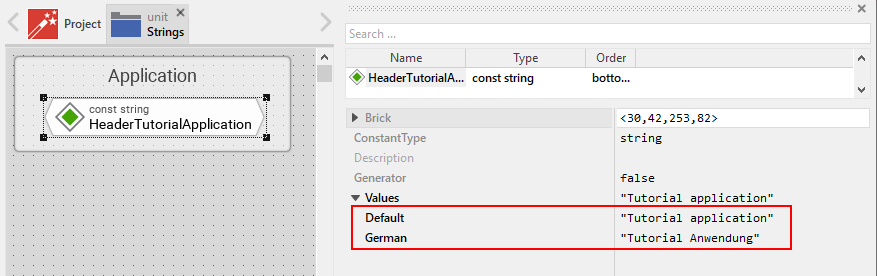 Project
unit
Strings
Application
const string
HeaderTutorialApplication
Search ...
Name Type Order
HeaderTutorialA... const string botto...
Brick <30,42,253,82>
ConstantType string
Description
Generator false
Values "Tutorial application"
Default "Tutorial application"
German "Tutorial Anwendung"